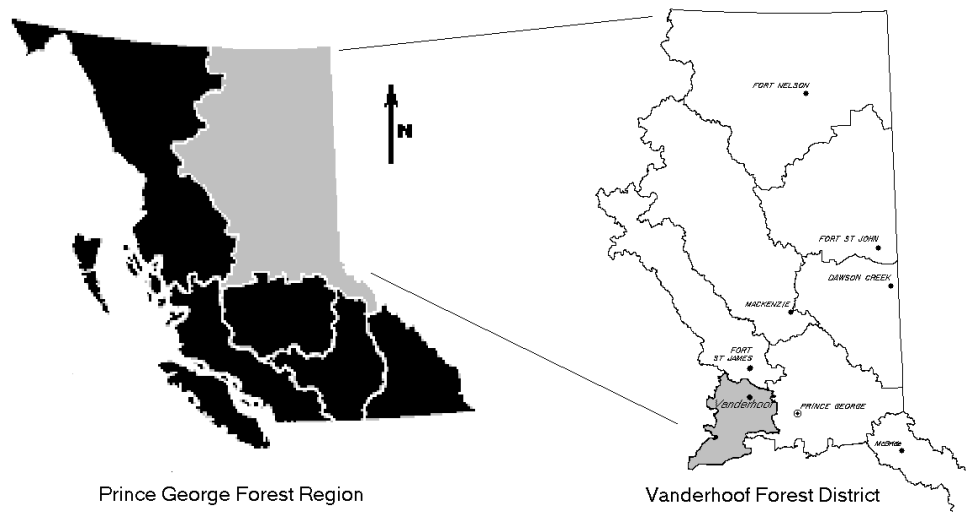 N
FORT NELSON
FORT ST JOHN
DAWSON CREEK
MACKENZIE
FORT
ST JAMES
Vanderhoof
PRINCE GEORGE
McBride
Prince George Forest Region
Vanderhoof Forest District